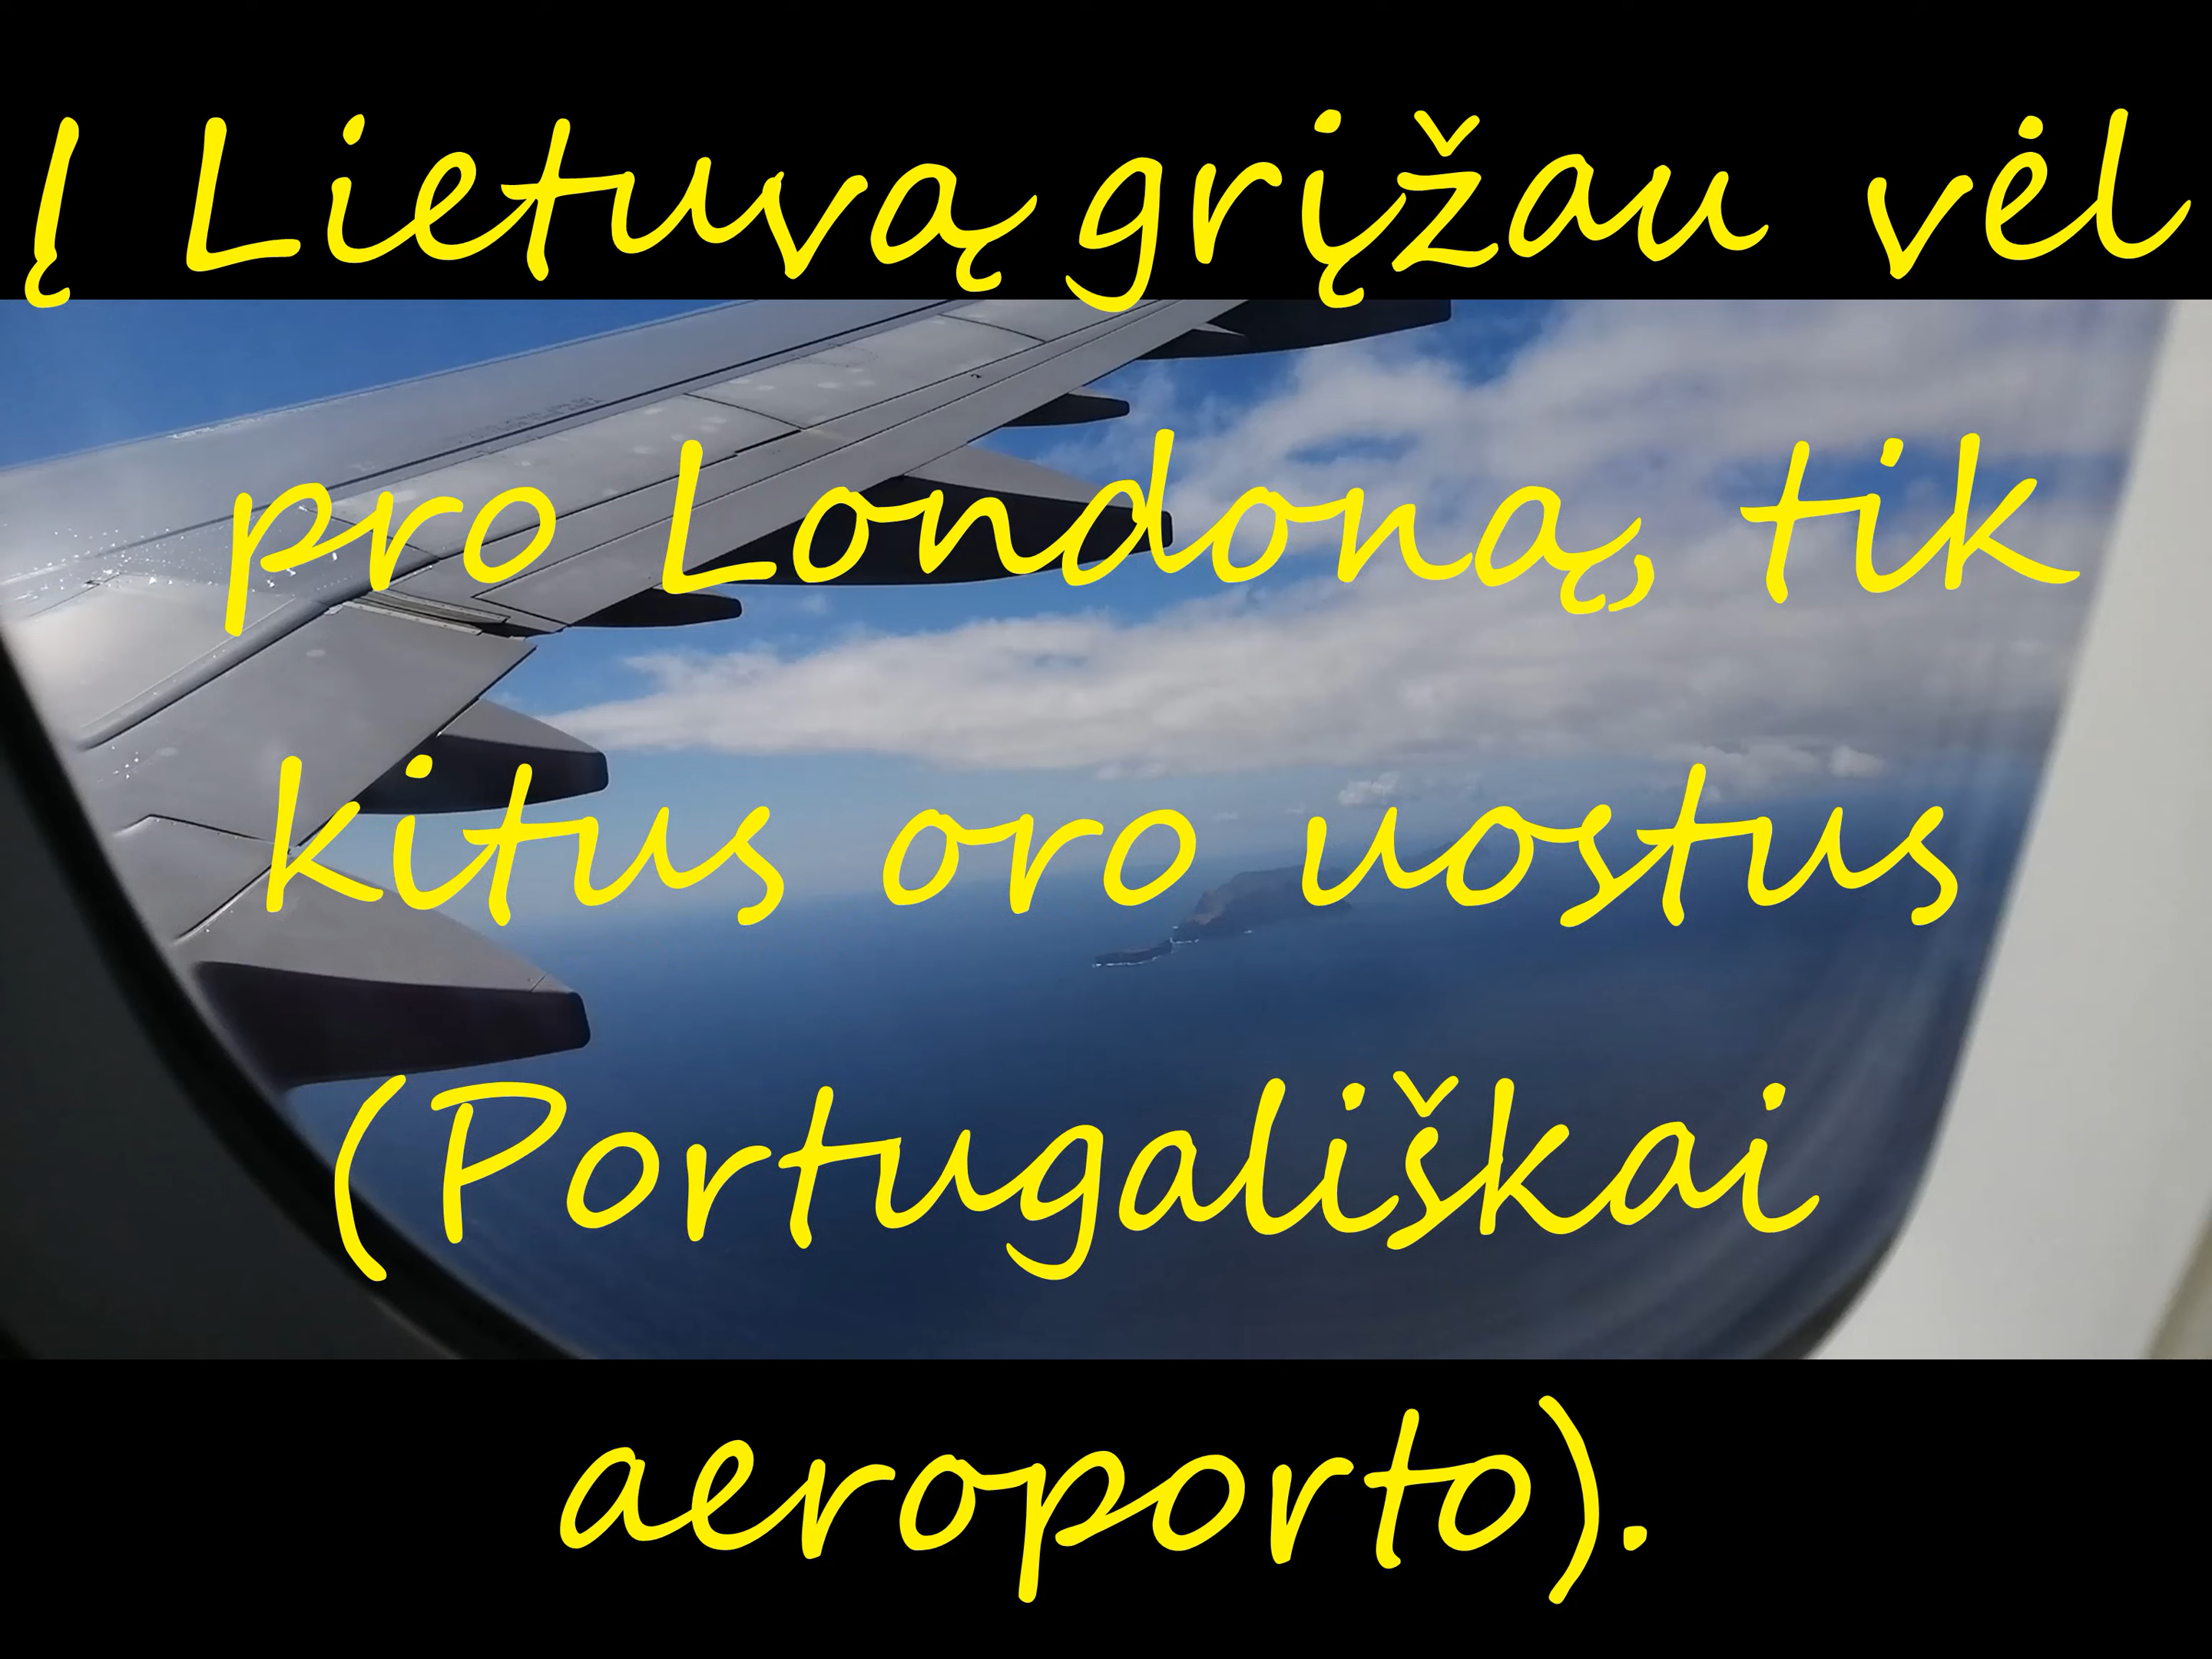 Į Lietuvą grįžau vėl
pro Londoną, tik
kitus oro uostus
(Portugališkai
aeroporto).